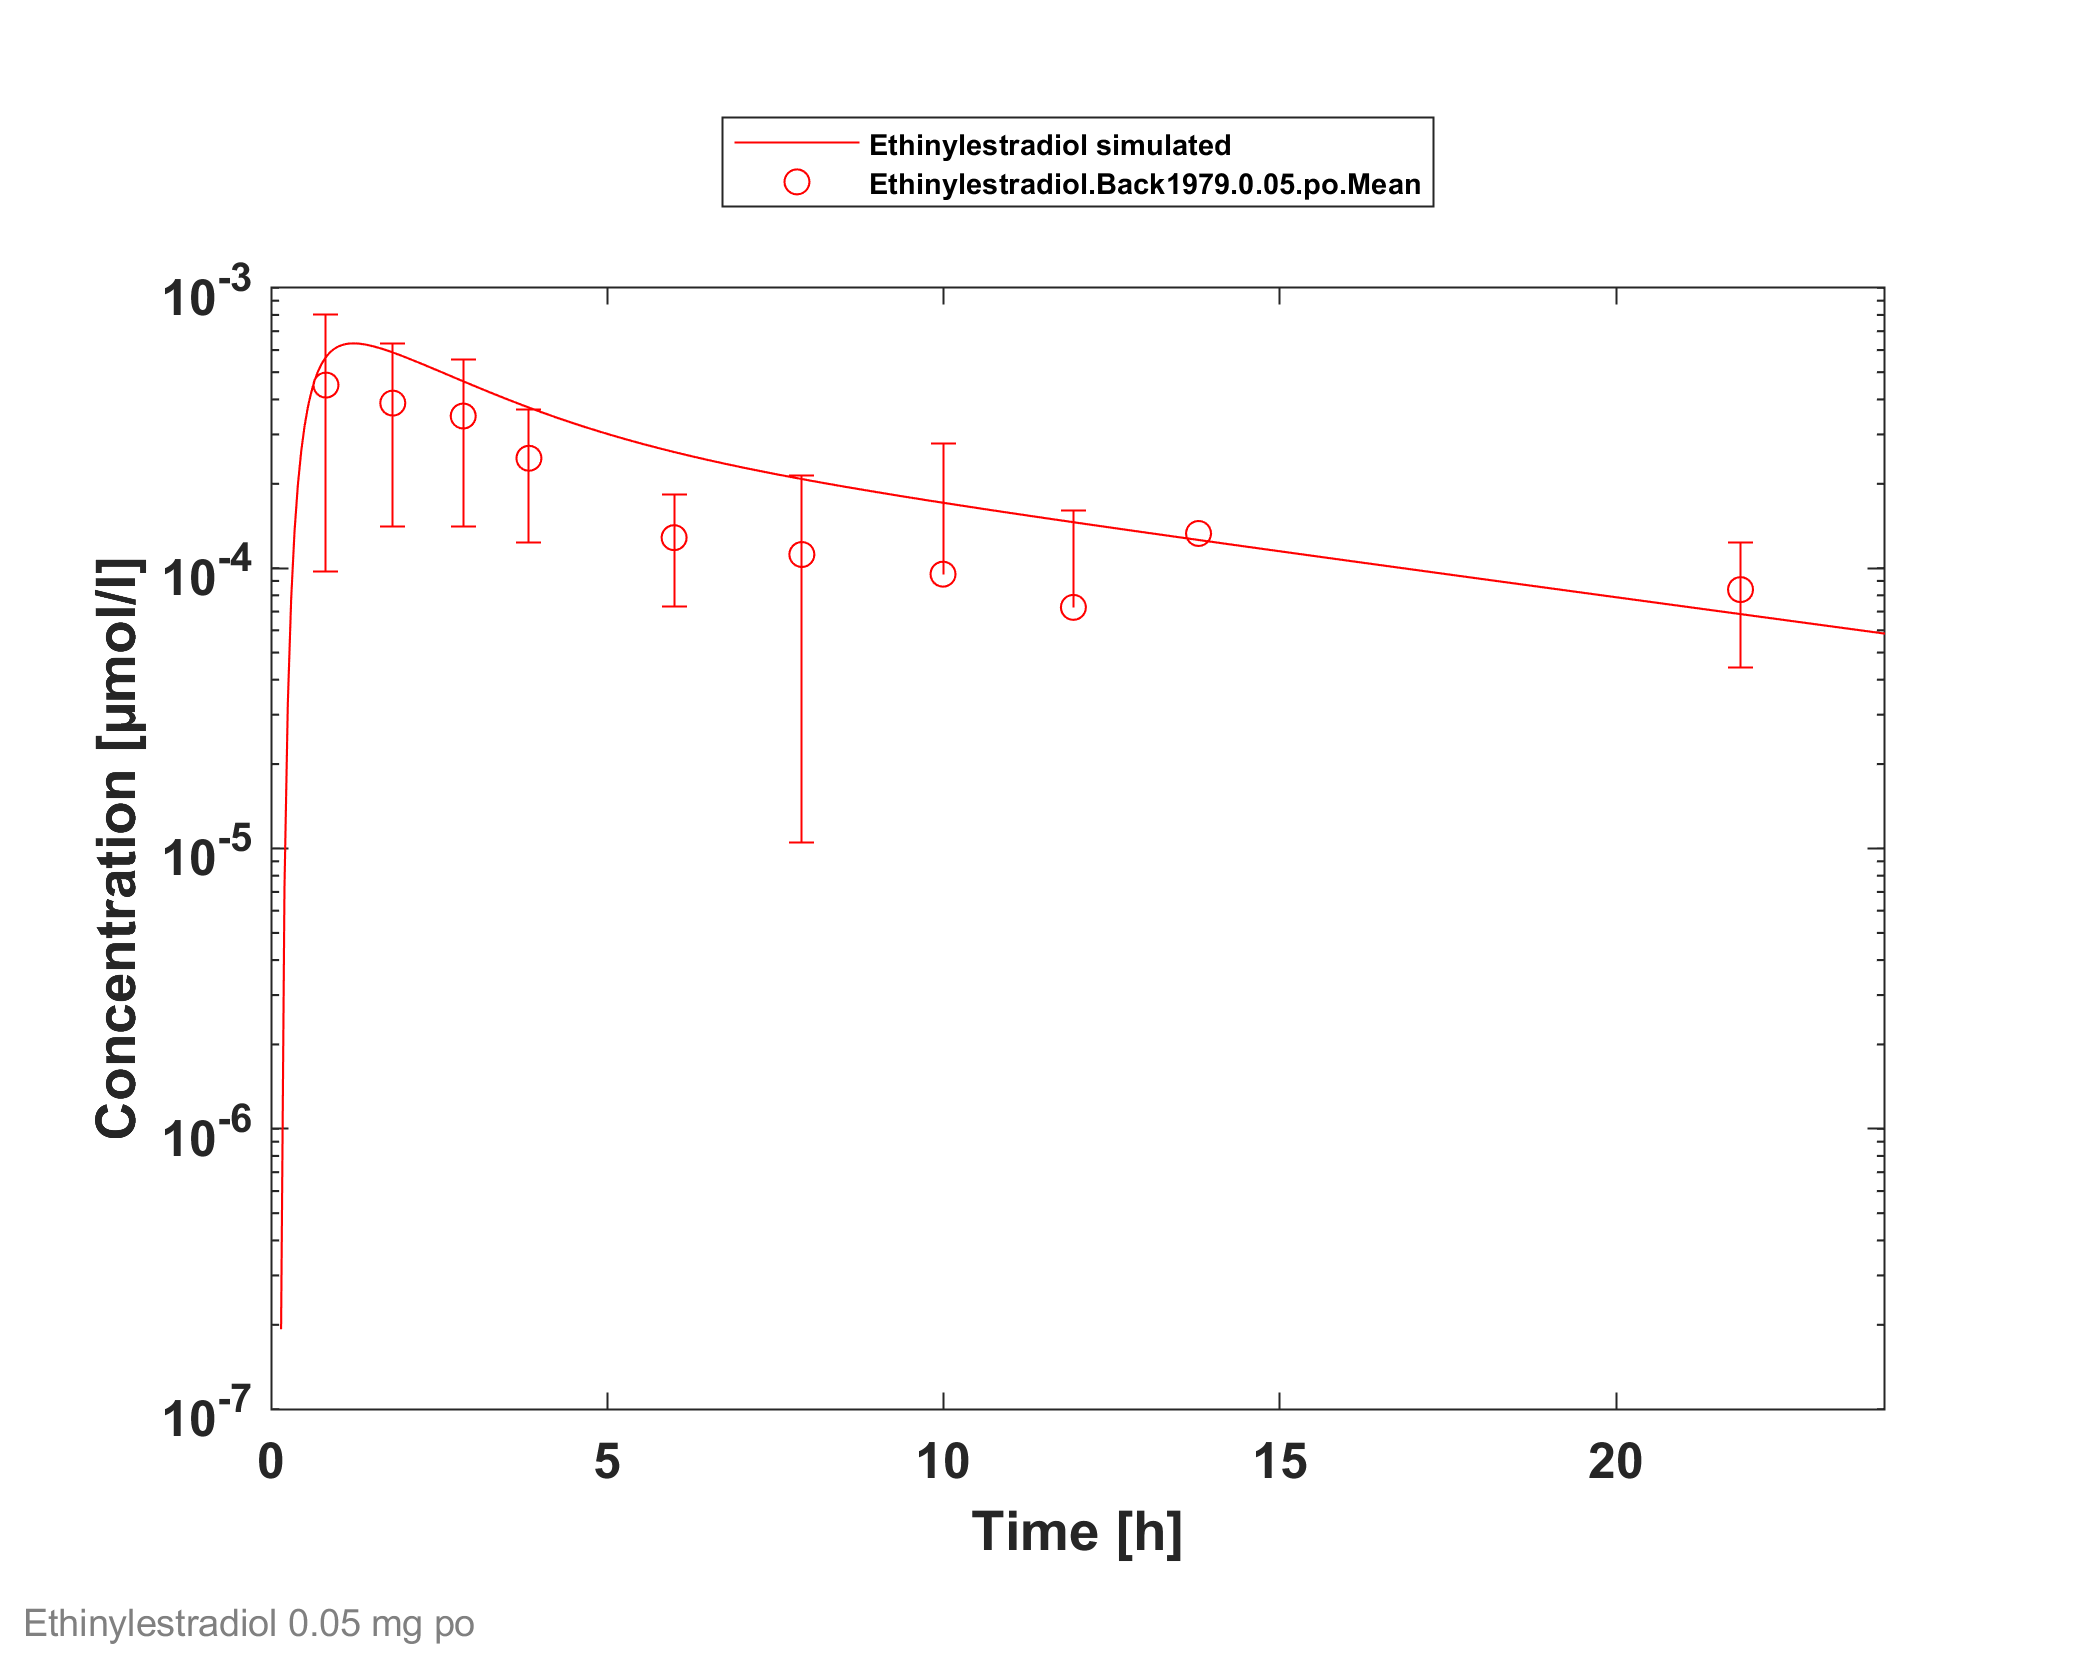 Ethinylestradiol simulated
Ethinylestradiol.Back1979.0.05.po.Mean
10^-3
10^-4
10^-5
10^-6
10^-7
Concentration [µmol/l]
0 5 10 15 20
Time [h]
Ethinylestradiol 0.05 mg po